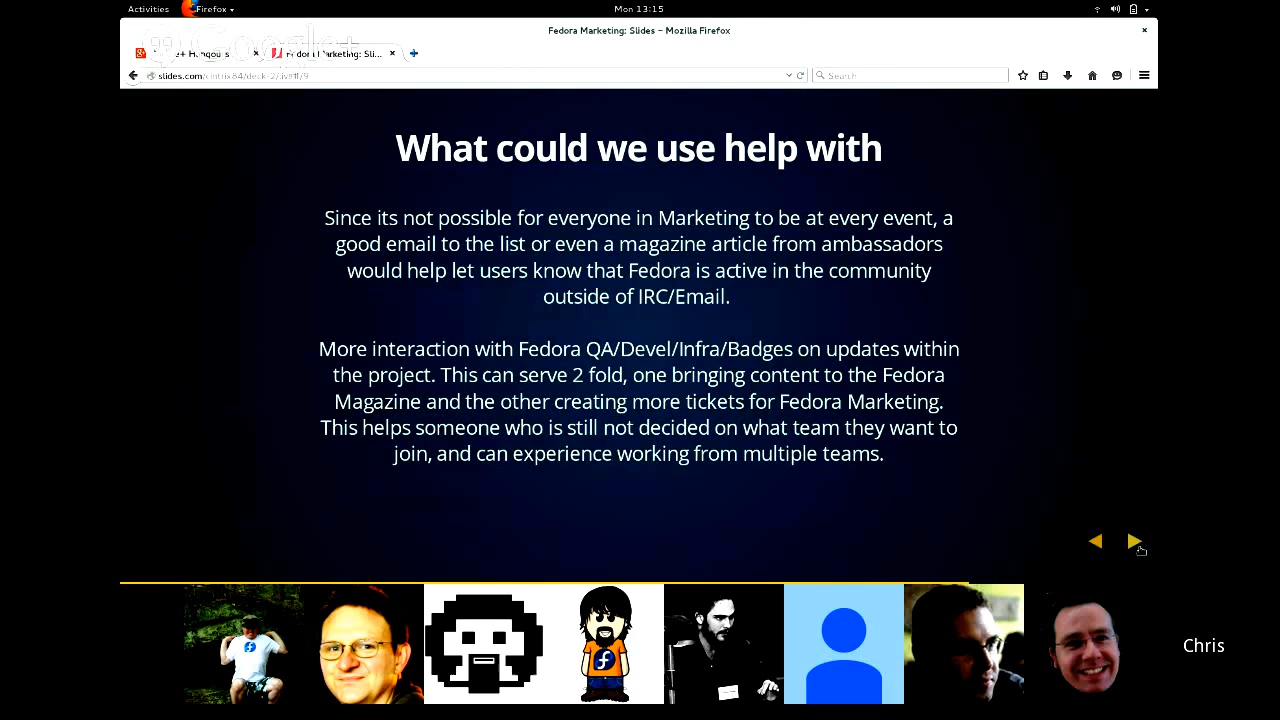 Activities Firefox Mon 13:15
Fedora Marketing: Slides - Mozilla Firefox
Google+
Fedora Marketing: Sli...
slides.com/ Search
What could we use help with
Since its not possible for everyone in Marketing to be at every event, a
good email to the list or even a magazine article from ambassadors
would help let users know that Fedora is active in the community
outside of IRC/Email.
More interaction with Fedora QA/Devel/Infra/Badges on updates within
the project. This can serve 2 fold, one bringing content to the Fedora
Magazine and the other creating more tickets for Fedora Marketing.
This helps someone who is still not decided on what team they want to
join, and can experience working from multiple teams.
Chris